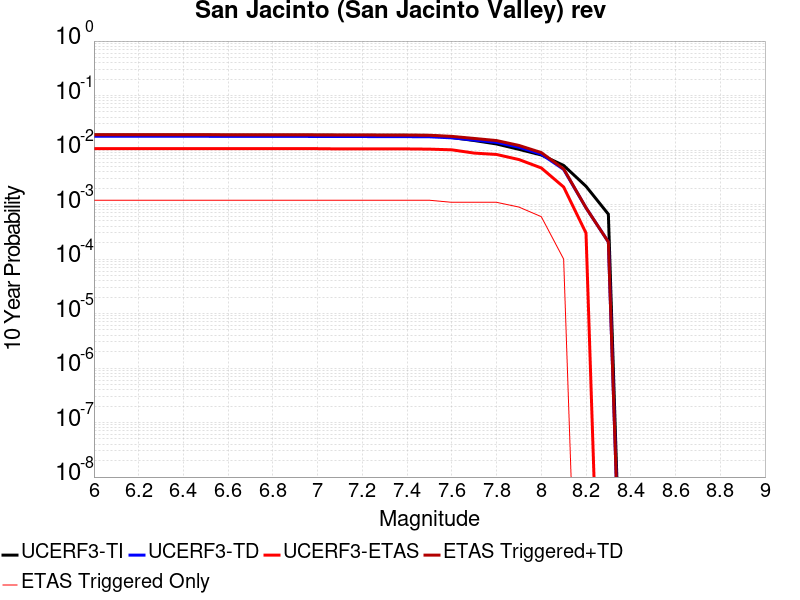 San Jacinto (San Jacinto Valley) rev
10^0
10^-1
10^-2
10^-3
10^-4
10^-5
10^-6
10^-7
10^-8
10 Year Probability
6 6.2 6.4 6.6 6.8 7 7.2 7.4 7.6 7.8 8 8.2 8.4 8.6 8.8 9
Magnitude
UCERF3-TI UCERF3-TD UCERF3-ETAS ETAS Triggered+TD
ETAS Triggered Only